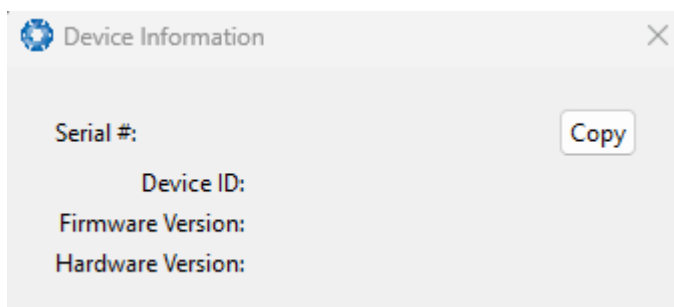 Device Information
Serial #:
Copy
Device ID:
Firmware Version:
Hardware Version: